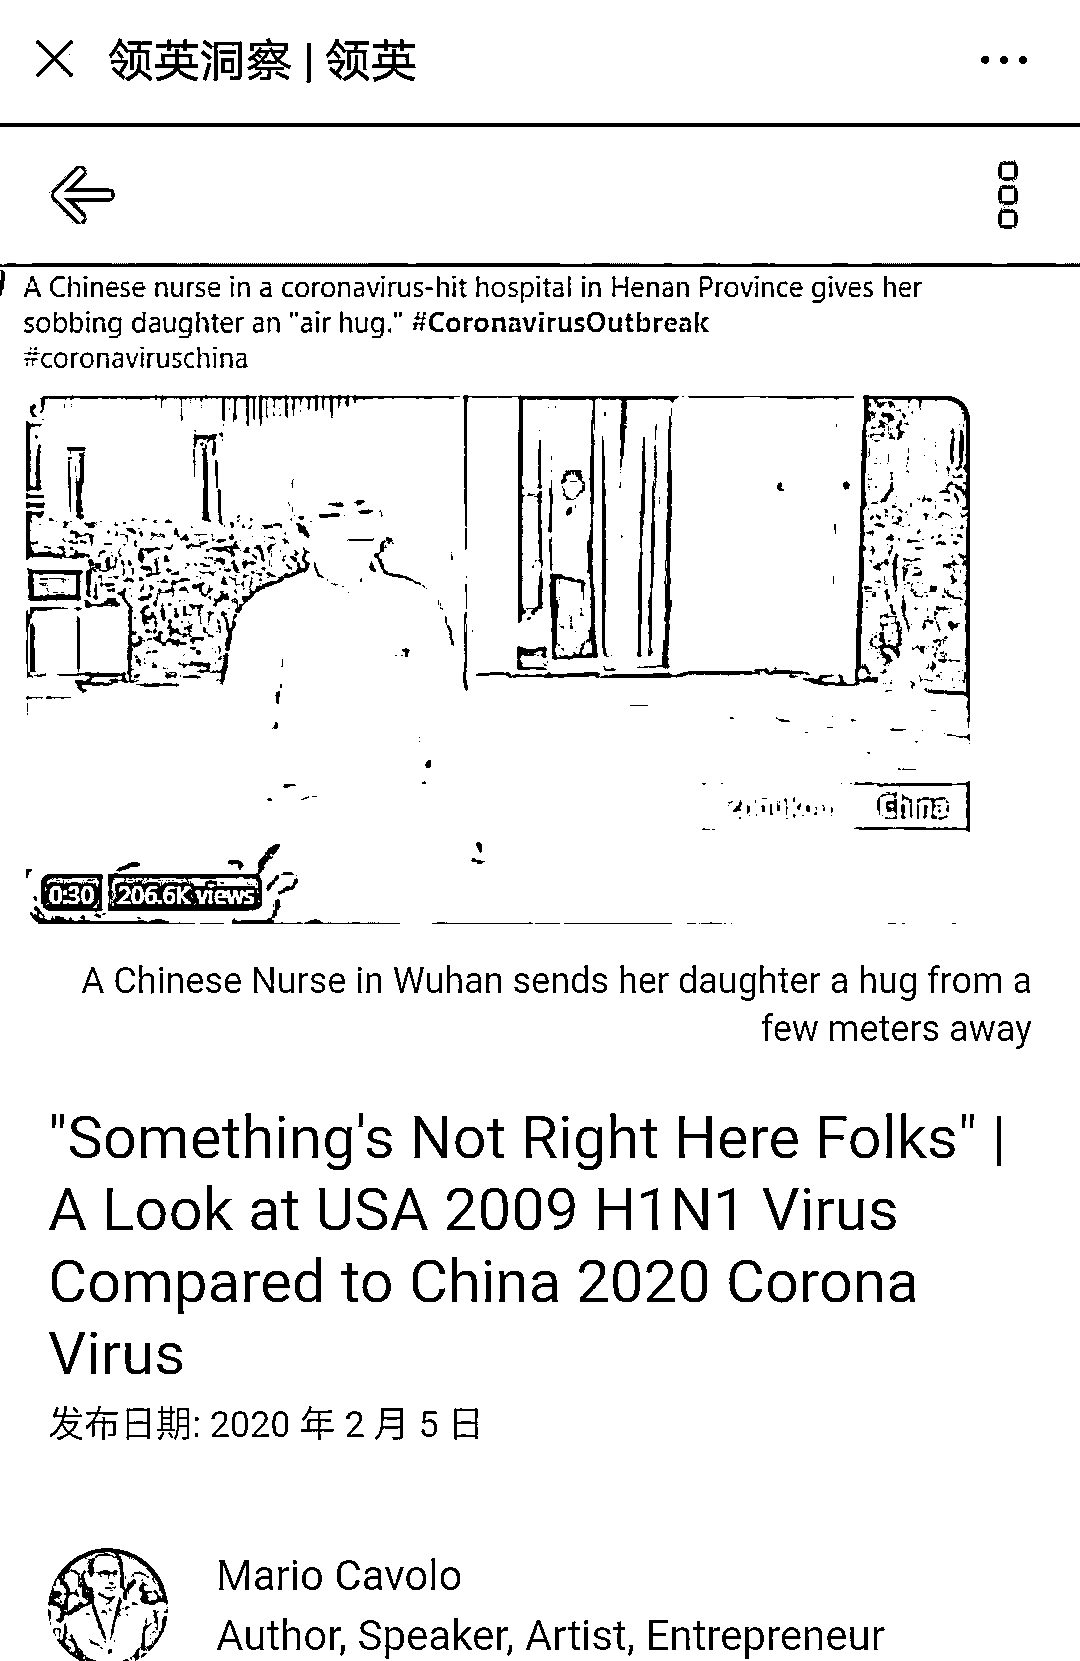 领英洞察 | 领英
A Chinese nurse in a coronavirus-hit hospital in Henan Province gives her
sobbing daughter an "air hug." #CoronavirusOutbreak
#coronaviruschina
China
0:30 206.6K views
A Chinese Nurse in Wuhan sends her daughter a hug from a
few meters away
"Something's Not Right Here Folks" |
A Look at USA 2009 H1N1 Virus
Compared to China 2020 Corona
Virus
发布日期: 2020 年 2 月 5 日
Mario Cavolo
Author, Speaker, Artist, Entrepreneur